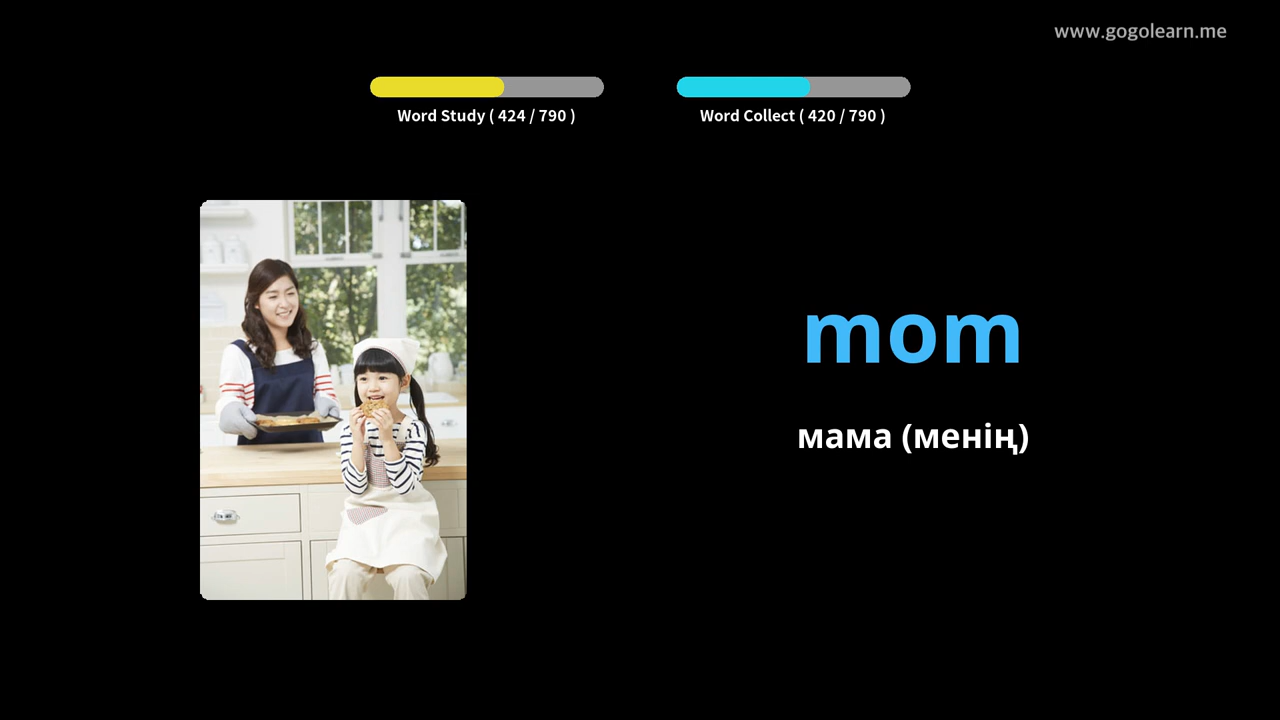 www.gogolearn.me
Word Study ( 424 / 790 )
Word Collect ( 420 / 790 )
mom
мама (менің)